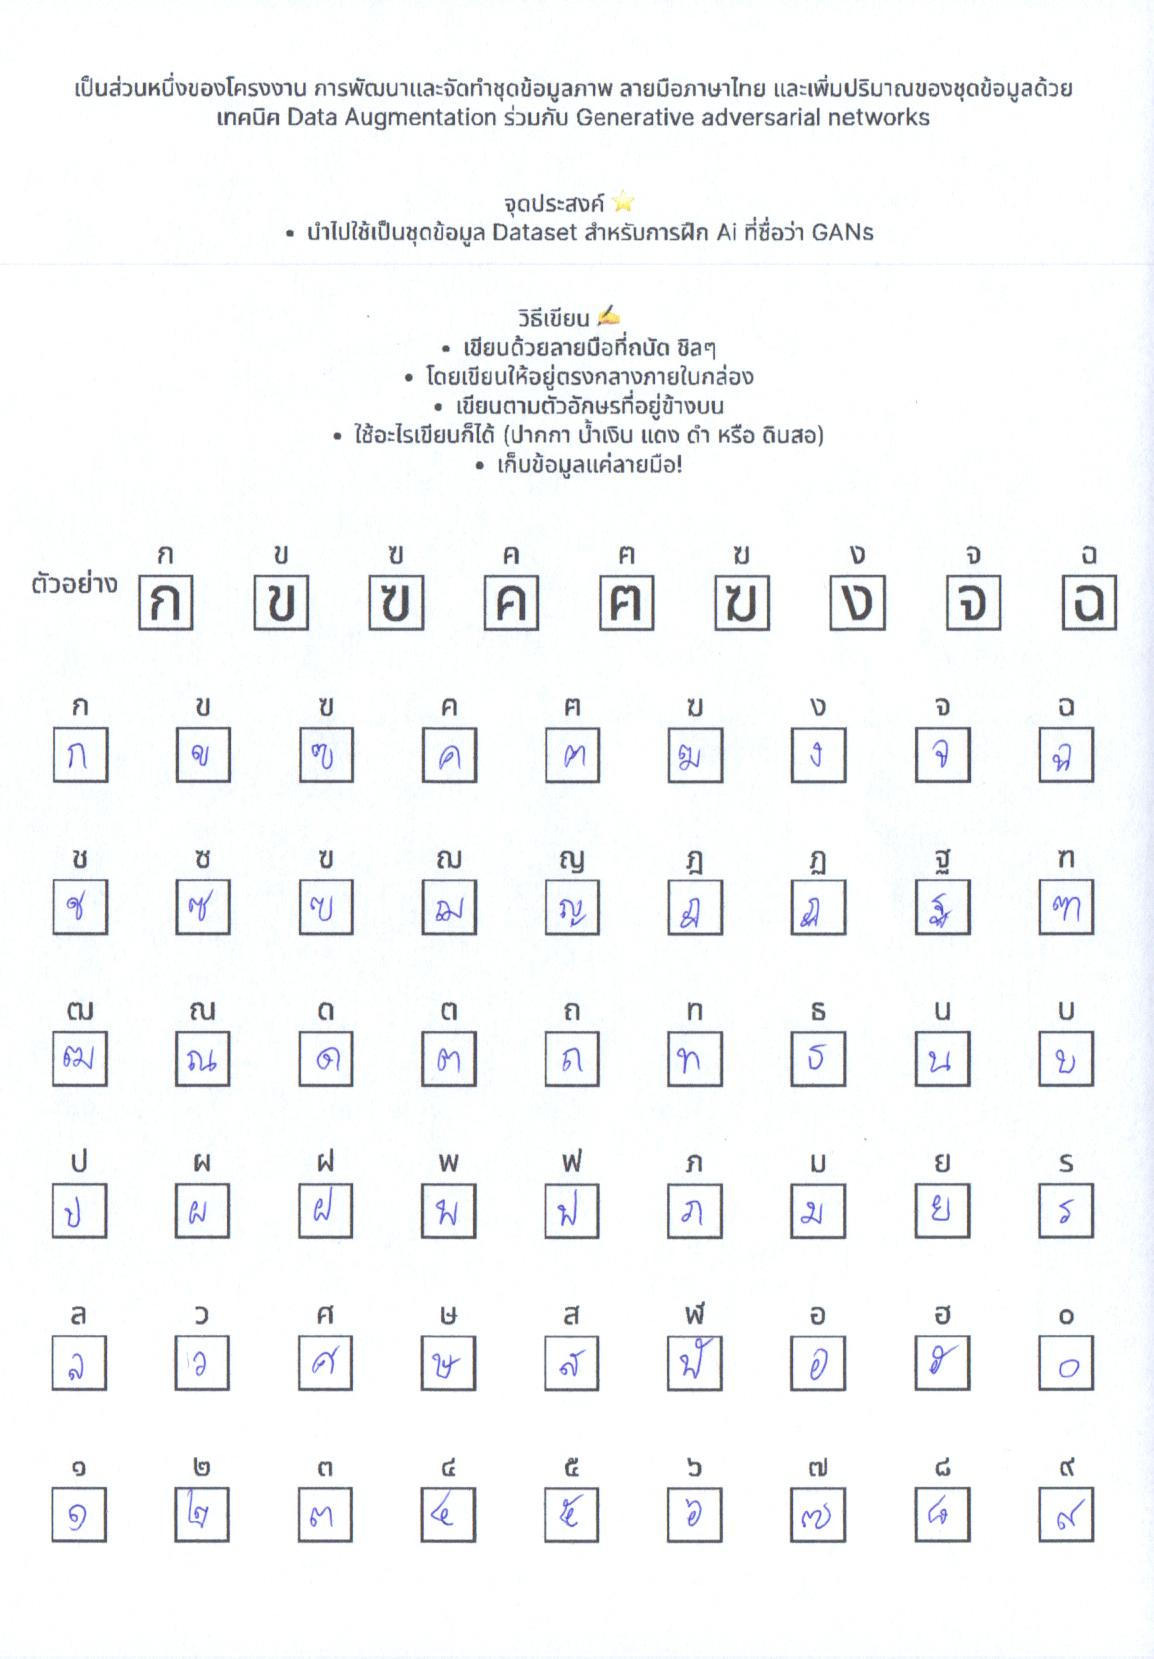 เป็นส่วนหนึ่งของโครงงาน การพัฒนาและจัดทำชุดข้อมูลภาพ ลายมือภาษาไทย และเพิ่มปริมาณของชุดข้อมูลด้วย
เทคนิค Data Augmentation ร่วมกับ Generative adversarial networks
จุดประสงค์ ⭐
• นำไปใช้เป็นชุดข้อมูล Dataset สำหรับการฝึก Ai ที่ชื่อว่า GANs
วิธีเขียน ✍️
• เขียนด้วยลายมือที่ถนัด ชิลๆ
• โดยเขียนให้อยู่ตรงกลางภายในกล่อง
• เขียนตามตัวอักษรที่อยู่ข้างบน
• ใช้อะไรเขียนก็ได้ (ปากกา น้ำเงิน แดง ดำ หรือ ดินสอ)
• เก็บข้อมูลแค่ลายมือ!
ก ข ฃ ค ฅ ฆ ง จ ฉ
ตัวอย่าง ก ข ฃ ค ฅ ฆ ง จ ฉ
ก ข ฃ ค ฅ ฆ ง จ ฉ
ก ข ฃ ค ฅ ฆ ง จ ฉ
ช ซ ฃ ฌ ญ ฎ ฏ ฐ ฑ
ช ซ ฃ ฌ ญ ฎ ฏ ฐ ฑ
ฒ ณ ด ต ถ ท ธ น บ
ฒ ณ ด ต ถ ท ธ น บ
ป ผ ฝ พ ฟ ภ ม ย ร
ป ผ ฝ พ ฟ ภ ม ย ร
ล ว ศ ษ ส ฬ อ ฮ ๐
ล ว ศ ษ ส ฬ อ ฮ ๐
๑ ๒ ๓ ๔ ๕ ๖ ๗ ๘ ๙
๑ ๒ ๓ ๔ ๕ ๖ ๗ ๘ ๙